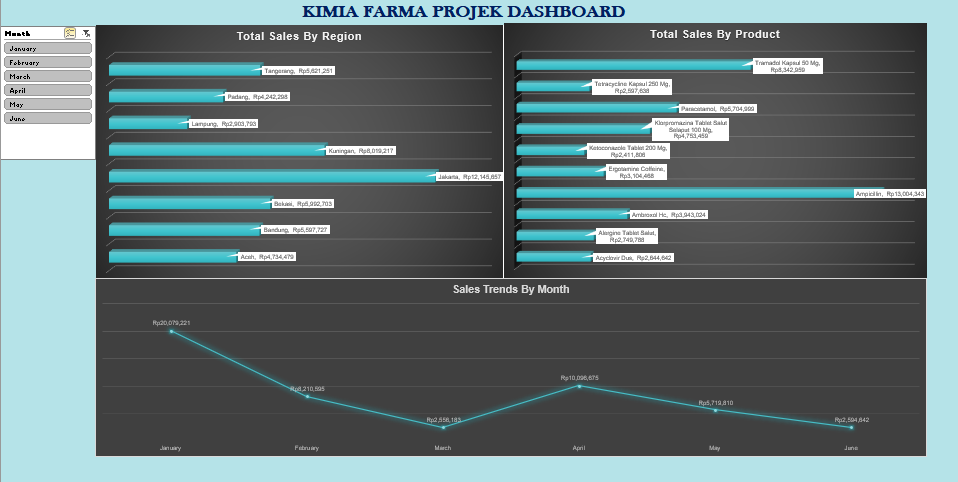 KIMIA FARMA PROJEK DASHBOARD
Month
January
February
March
April
May
June
Total Sales By Region
Tangerang, Rp5,621,251
Padang, Rp4,242,298
Lampung, Rp2,903,793
Kuningan, Rp8,019,217
Jakarta, Rp12,145,657
Bekasi, Rp5,992,703
Bandung, Rp5,597,727
Aceh, Rp4,734,479
Total Sales By Product
Tramadol Kapsul 50 Mg,
Rp8,342,959
Tetracycline Kapsul 250 Mg,
Rp2,597,638
Paracetamol, Rp5,704,999
Klorpromazina Tablet Salut
Selaput 100 Mg,
Rp4,753,459
Ketoconazole Tablet 200 Mg,
Rp2,411,606
Ergotamine Coffeine,
Rp3,104,468
Ampicillin, Rp13,004,343
Ambroxol Hc, Rp3,943,024
Alergine Tablet Salut,
Rp2,749,788
Acyclovir Dus, Rp2,644,642
Sales Trends By Month
Rp20,079,221
Rp8,210,595
Rp2,556,183
Rp10,096,675
Rp5,719,810
Rp2,594,642
January
February
March
April
May
June